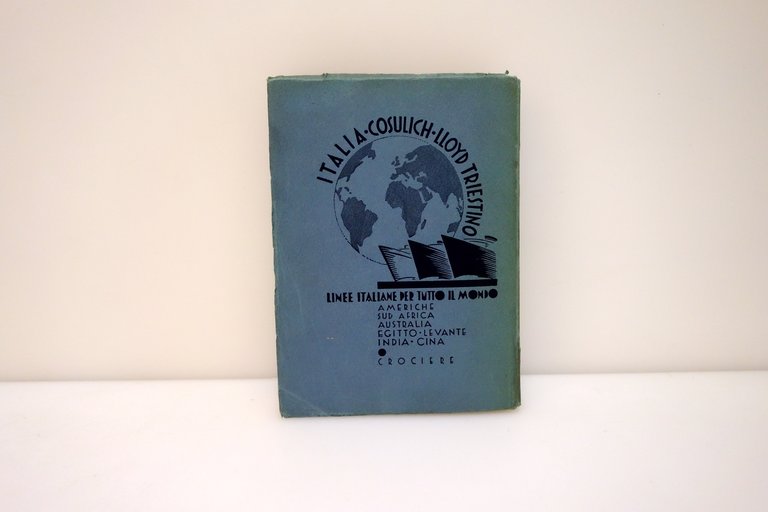 ITALIA·COSULICH·LLOYD TRIESTINO
LINEE ITALIANE PER TUTTO IL MONDO
AMERICHE
SUD AFRICA
AUSTRALIA
EGITTO·LEVANTE
INDIA·CINA
CROCIERE